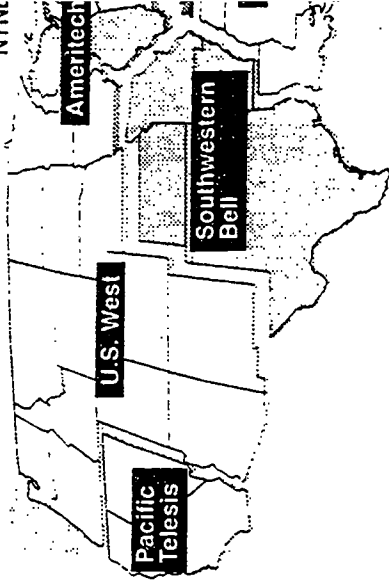 Ameritech
U.S. West
Southwestern
Bell
Pacific
Telesis